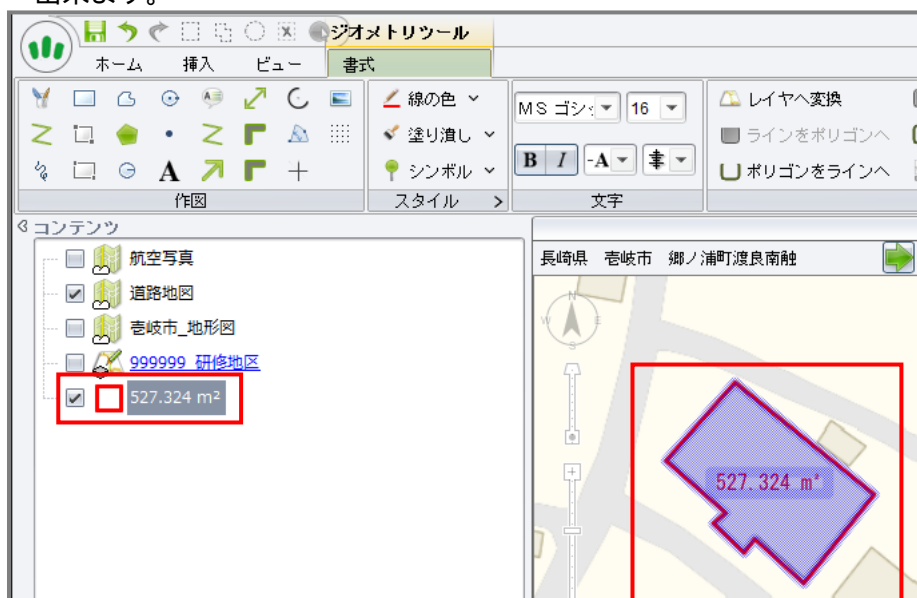 出来ます。
ジオメトリツール
ホーム 挿入 ビュー 書式
線の色
MS ゴシ 16
レイヤへ変換
塗り潰し
ラインをポリゴンへ
A
B I -A
シンボル
ポリゴンをラインへ
作図 スタイル 文字
コンテンツ
航空写真
長崎県 壱岐市 郷ノ浦町渡良南触
道路地図
N
W E
S
壱岐市_地形図
999999_研修地区
527.324 m²
527.324 m²